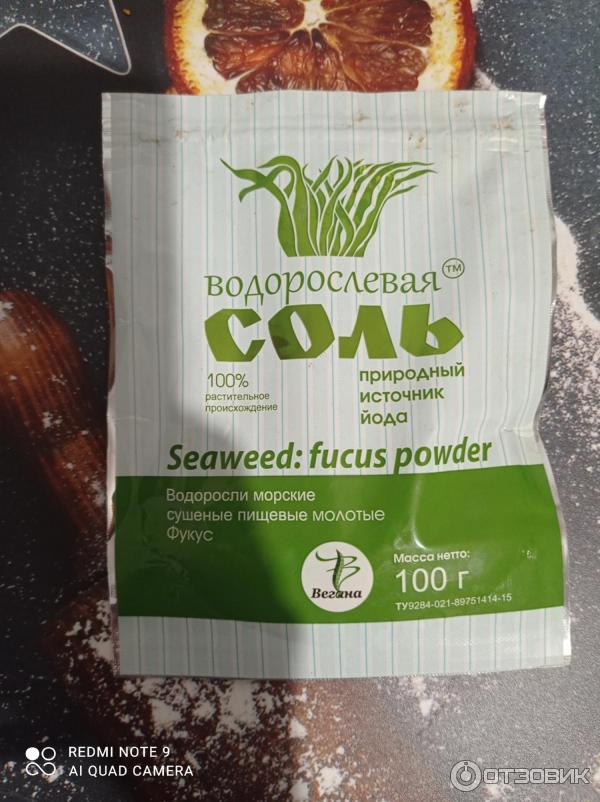 водорослевая™
соль
100%
растительное
происхождение
природный
источник
йода
Seaweed: fucus powder
Водоросли морские
сушеные пищевые молотые
Фукус
Вегана
Масса нетто:
100 г
ТУ9284-021-89751414-15
REDMI NOTE 9
AI QUAD CAMERA
ОТЗОВИК